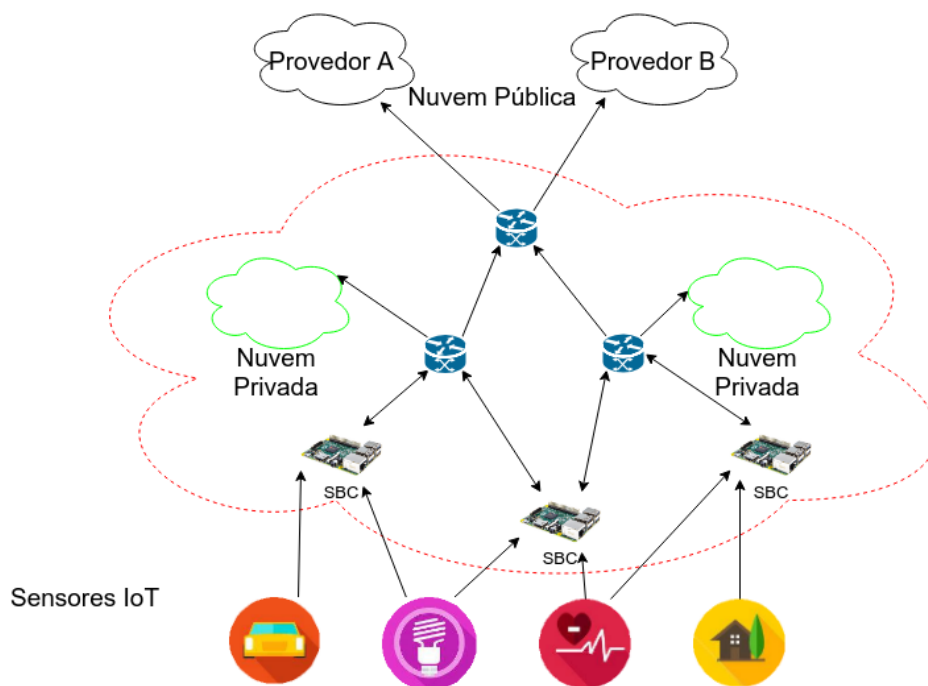 Provedor A
Provedor B
Nuvem Pública
Nuvem
Privada
Nuvem
Privada
SBC
SBC
SBC
Sensores IoT